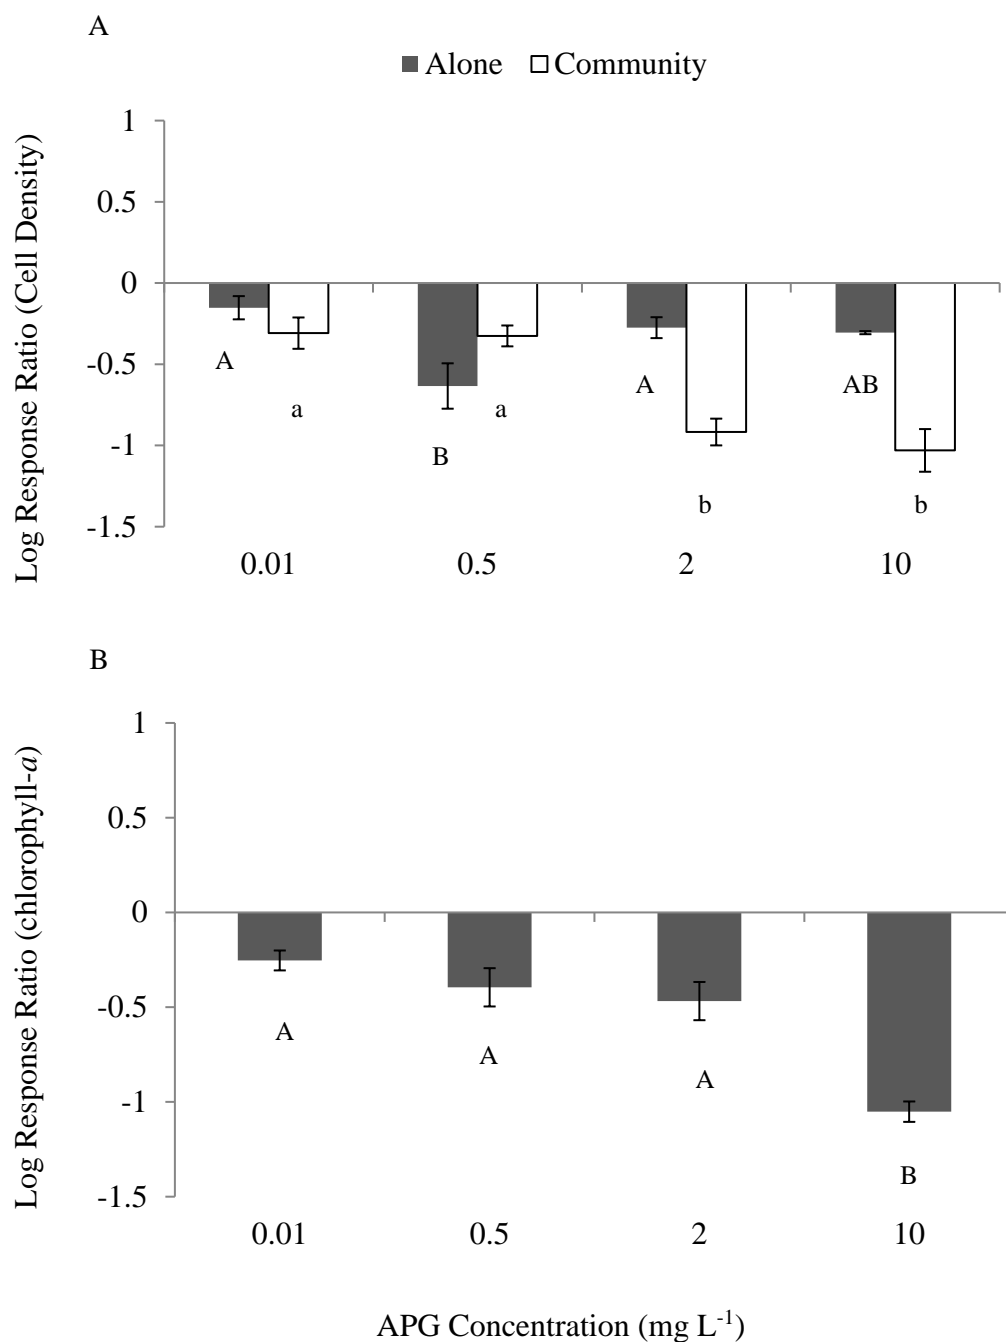 A
Alone Community
Log Response Ratio (Cell Density)
1
0.5
0
-0.5
-1
-1.5
A
a
B
a
A
b
AB
b
0.01 0.5 2 10
B
Log Response Ratio (chlorophyll-a)
1
0.5
0
-0.5
-1
-1.5
A
A
A
B
0.01 0.5 2 10
APG Concentration (mg L-1)